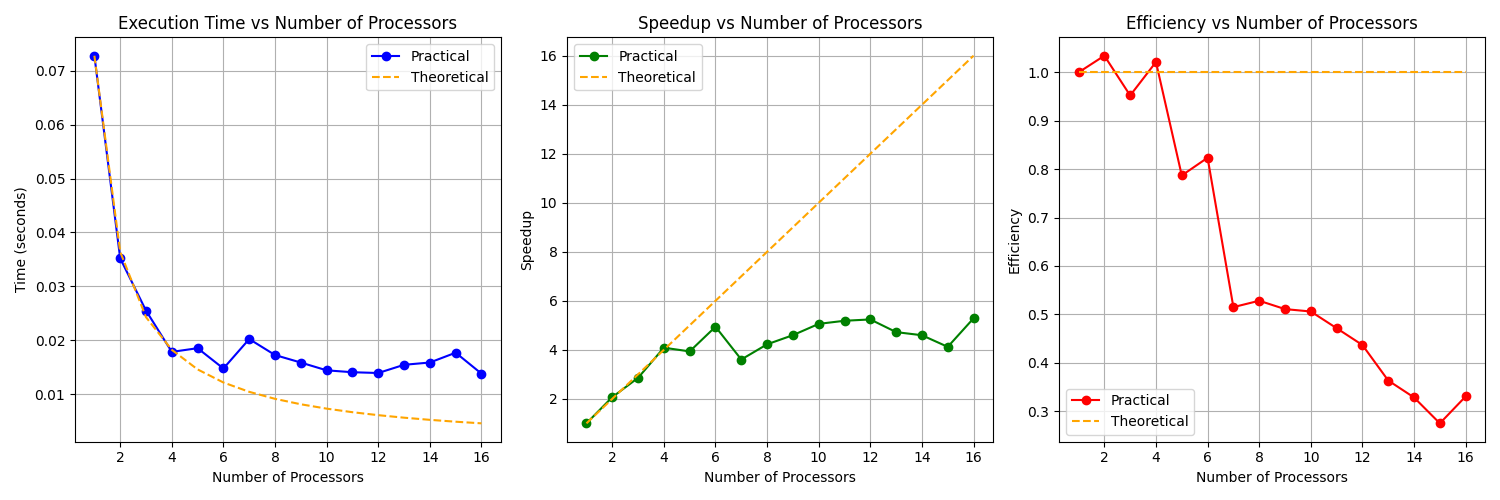 Execution Time vs Number of Processors
Practical
Theoretical
0.07
0.06
0.05
0.04
0.03
0.02
0.01
Time (seconds)
2 4 6 8 10 12 14 16
Number of Processors
Speedup vs Number of Processors
Practical
Theoretical
16
14
12
10
8
6
4
2
Speedup
2 4 6 8 10 12 14 16
Number of Processors
Efficiency vs Number of Processors
1.0
0.9
0.8
0.7
0.6
0.5
0.4
0.3
Efficiency
Practical
Theoretical
2 4 6 8 10 12 14 16
Number of Processors